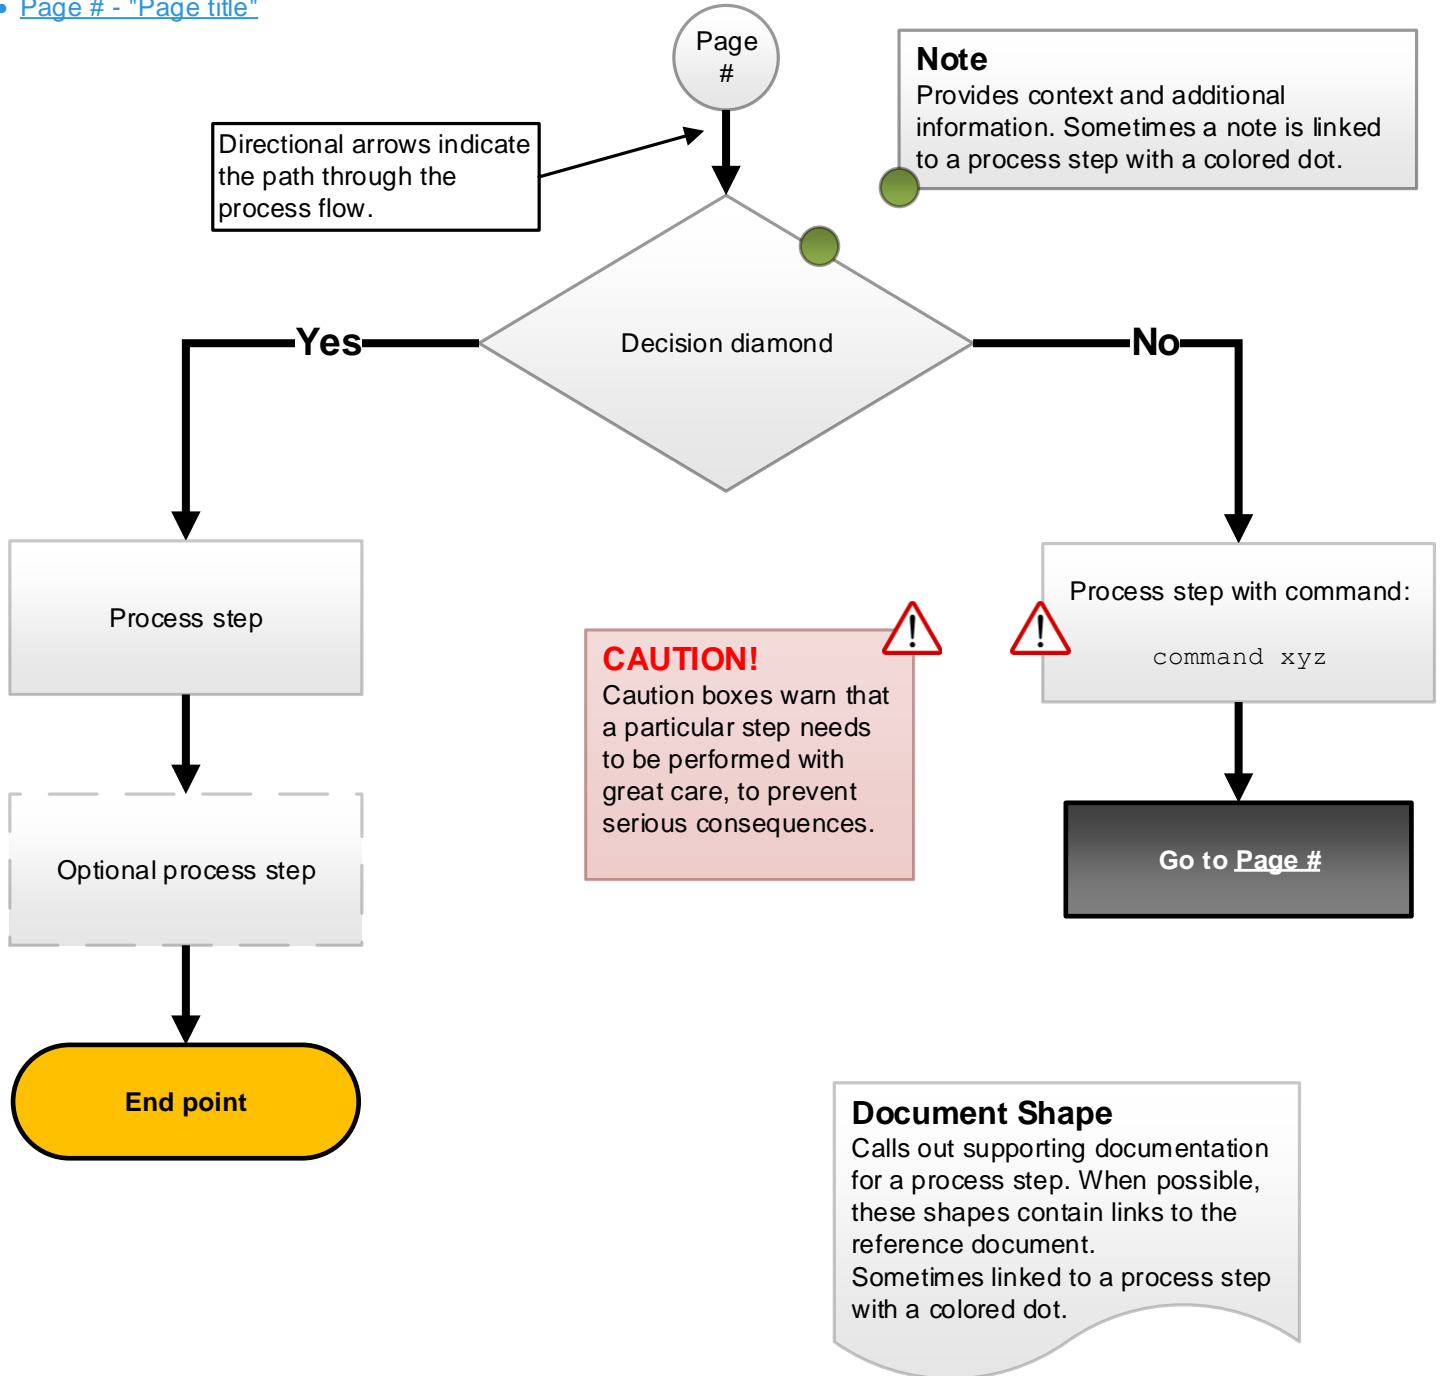 • Page # - "Page title"
Page
#
Note
Provides context and additional
information. Sometimes a note is linked
to a process step with a colored dot.
Directional arrows indicate
the path through the
process flow.
Decision diamond
Yes
No
Process step
Process step with command:
command xyz
CAUTION!
Caution boxes warn that
a particular step needs
to be performed with
great care, to prevent
serious consequences.
Optional process step
Go to Page #
End point
Document Shape
Calls out supporting documentation
for a process step. When possible,
these shapes contain links to the
reference document.
Sometimes linked to a process step
with a colored dot.